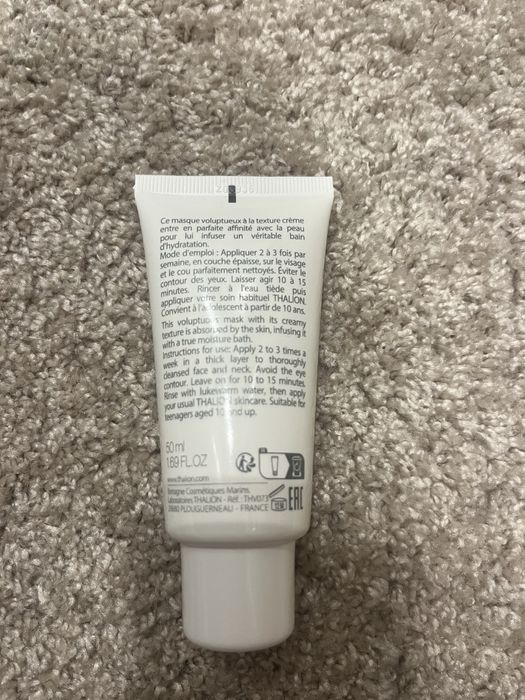 Ce masque voluptueux à la texture crème
entre en parfaite affinité avec la peau
pour lui infuser un véritable bain
d'hydratation.
Mode d'emploi : Appliquer 2 à 3 fois par
semaine, en couche épaisse, sur le visage
et le cou parfaitement nettoyés. Éviter le
contour des yeux. Laisser agir 10 à 15
minutes. Rincer à l'eau tiède puis
appliquer votre soin habituel THALION.
Convient à l'adolescent à partir de 10 ans.
This voluptuous mask with its creamy
texture is absorbed by the skin, infusing it
with a true moisture bath.
Instructions for use: Apply 2 to 3 times a
week in a thick layer to thoroughly
cleansed face and neck. Avoid the eye
contour. Leave on for 10 to 15 minutes.
Rinse with lukewarm water, then apply
your usual THALION skincare. Suitable for
teenagers aged 10 and up.
50 ml
1.69 FL.OZ
www.thalion.com
Bretagne Cosmétiques Marins.
Laboratoires THALION - Réf. : THV073
29880 PLOUGUERNEAU - FRANCE
12M
EAC